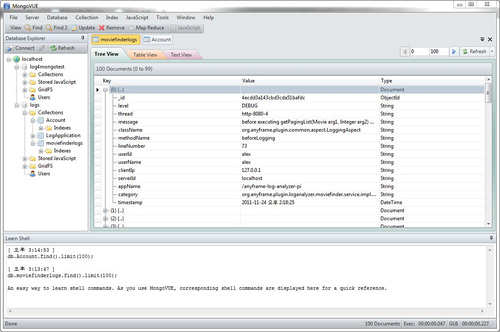 MongoVUE
File Server Database Collection Index JavaScript Tools Window Help
View Find Find 2 Update Remove Map Reduce JavaScript License
Database Explorer
Connect Refresh
localhost
log4mongotest
Collections
Stored JavaScript
GridFS
Users
logs
Collections
Account
Indexes
LogApplication
moviefinderlogs
Indexes
Stored JavaScript
GridFS
Users
moviefinderlogs Account
Tree View Table View Text View
0 100 Refresh
100 Documents (0 to 99)
Key Value Type
(0) {..} Document
_id ObjectId
level DEBUG String
thread http-8080-4 String
message before executing getPagingList(Movie arg1, Integer arg2) ... String
className org.anyframe.plugin.common.aspect.LoggingAspect String
methodName beforeLogging String
lineNumber 73 String
userId alex String
userName alex String
clientIp 127.0.0.1 String
serverId localhost String
appName /anyframe-log-analyzer-pi String
category org.anyframe.plugin.loganalyzer.moviefinder.service.impl... String
timestamp 2011-11-24 오후 2:18:25 DateTime
(1) {..} Document
(2) {..} Document
(3) {..} Document
Learn Shell
[ 오후 3:14:53 ]
db.Account.find().limit(100);
[ 오후 3:13:47 ]
db.moviefinderlogs.find().limit(100);
An easy way to learn shell commands. As you use MongoVUE, corresponding shell commands are displayed here for a quick reference.
Done 100 Documents Exec: 00:00:00.047 GUI: 00:00:00.227